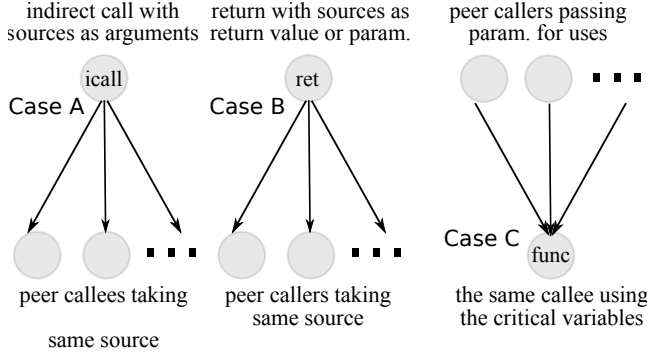 indirect call with
sources as arguments
icall
Case A
peer callees taking
same source
return with sources as
return value or param.
ret
Case B
peer callers taking
same source
peer callers passing
param. for uses
Case C
func
the same callee using
the critical variables